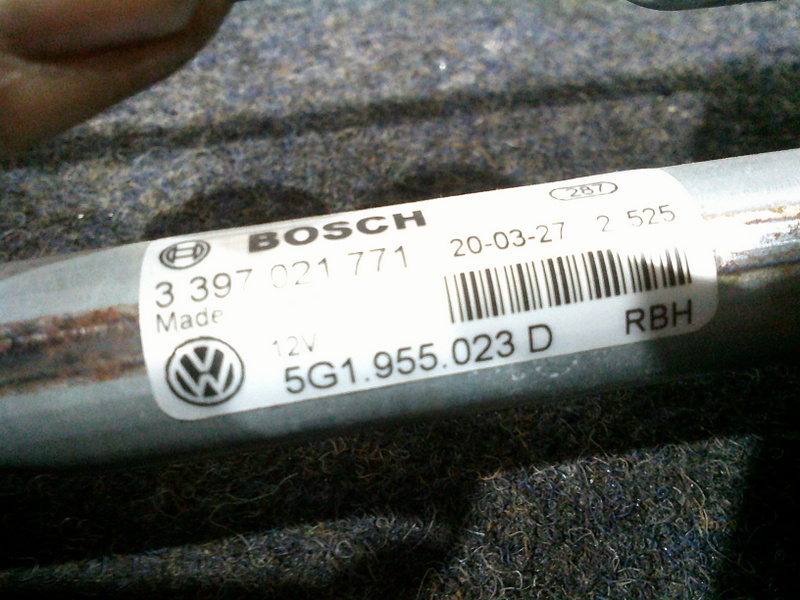 287
BOSCH 20-03-27 2 525
3 397 021 771
Made
12V
5G1.955.023 D RBH